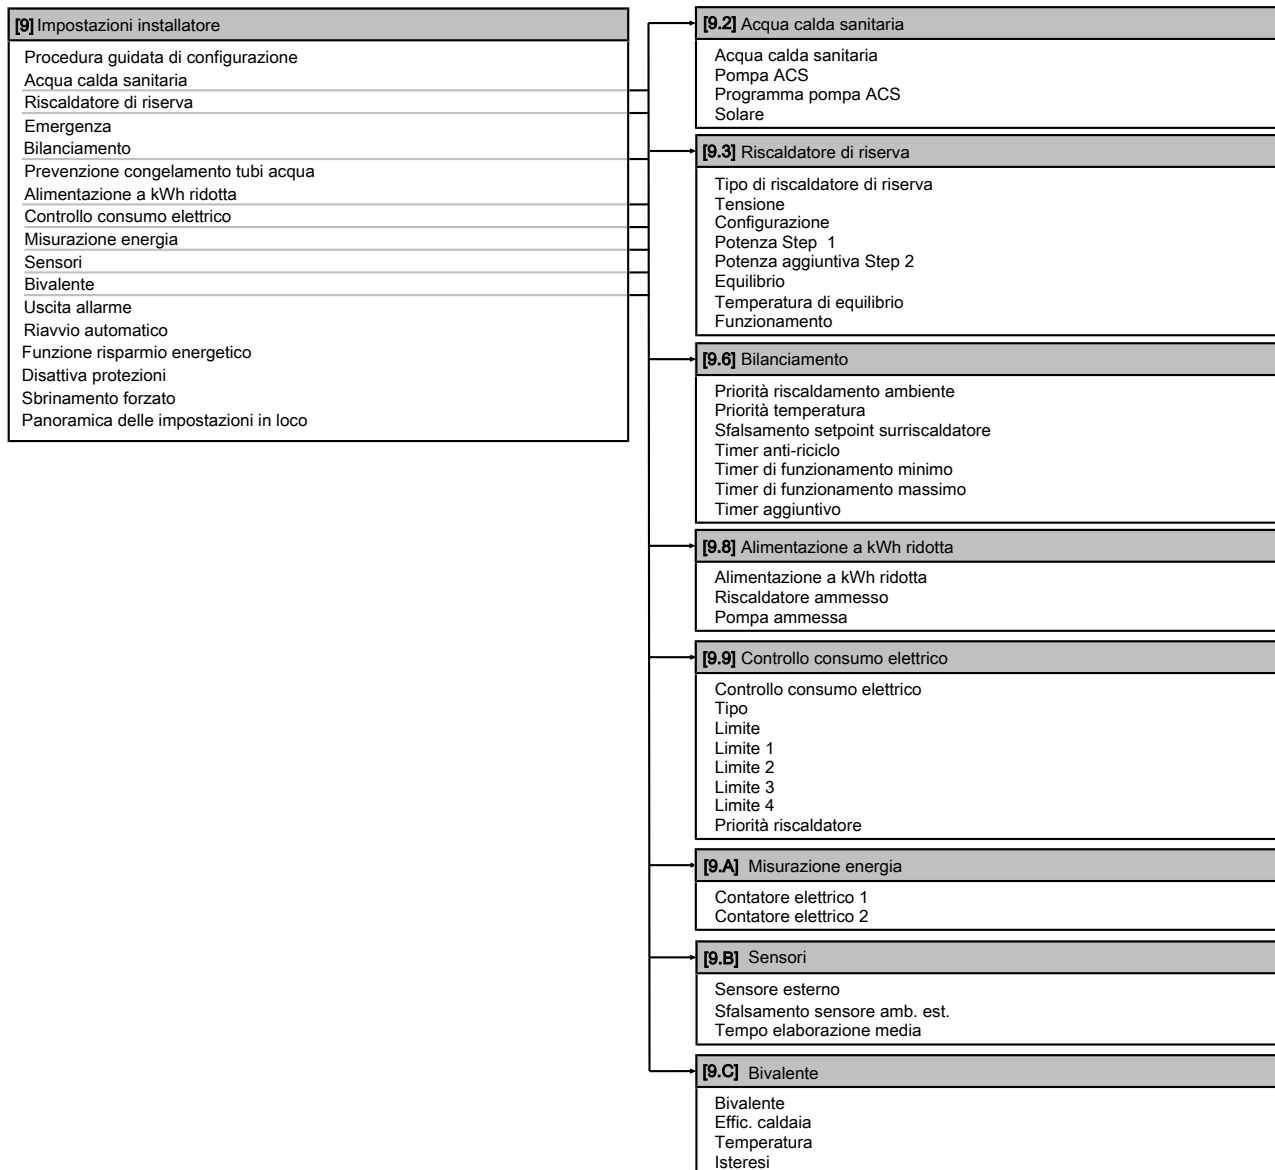 [9] Impostazioni installatore
Procedura guidata di configurazione
Acqua calda sanitaria
Riscaldatore di riserva
Emergenza
Bilanciamento
Prevenzione congelamento tubi acqua
Alimentazione a kWh ridotta
Controllo consumo elettrico
Misurazione energia
Sensori
Bivalente
Uscita allarme
Riavvio automatico
Funzione risparmio energetico
Disattiva protezioni
Sbrinamento forzato
Panoramica delle impostazioni in loco
[9.2] Acqua calda sanitaria
Acqua calda sanitaria
Pompa ACS
Programma pompa ACS
Solare
[9.3] Riscaldatore di riserva
Tipo di riscaldatore di riserva
Tensione
Configurazione
Potenza Step 1
Potenza aggiuntiva Step 2
Equilibrio
Temperatura di equilibrio
Funzionamento
[9.6] Bilanciamento
Priorità riscaldamento ambiente
Priorità temperatura
Sfalsamento setpoint surriscaldatore
Timer anti-riciclo
Timer di funzionamento minimo
Timer di funzionamento massimo
Timer aggiuntivo
[9.8] Alimentazione a kWh ridotta
Alimentazione a kWh ridotta
Riscaldatore ammesso
Pompa ammessa
[9.9] Controllo consumo elettrico
Controllo consumo elettrico
Tipo
Limite
Limite 1
Limite 2
Limite 3
Limite 4
Priorità riscaldatore
[9.A] Misurazione energia
Contatore elettrico 1
Contatore elettrico 2
[9.B] Sensori
Sensore esterno
Sfalsamento sensore amb. est.
Tempo elaborazione media
[9.C] Bivalente
Bivalente
Effic. caldaia
Temperatura
Isteresi